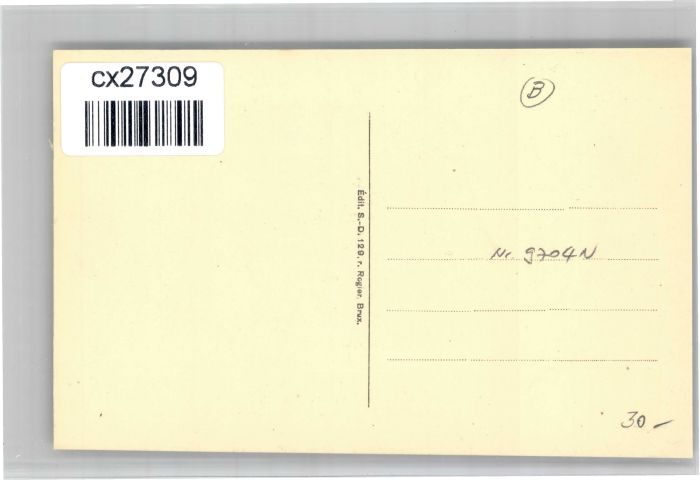 cx27309
B
Édit. S.-D. 129, r. Rogier, Brux.
Nr 9704N
30-